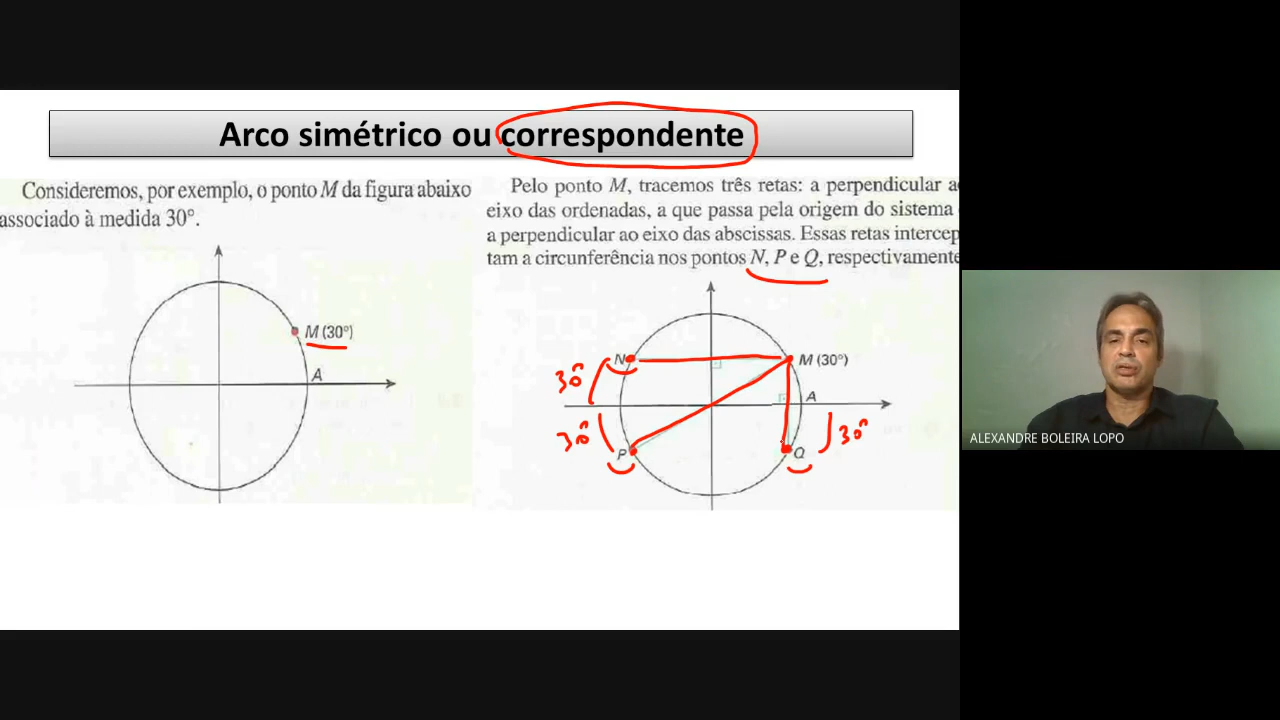 Arco simétrico ou correspondente
Consideremos, por exemplo, o ponto M da figura abaixo
associado à medida 30°.
M (30°)
A
Pelo ponto M, tracemos três retas: a perpendicular a
eixo das ordenadas, a que passa pela origem do sistema
a perpendicular ao eixo das abscissas. Essas retas intercep
tam a circunferência nos pontos N, P e Q, respectivamente
N
M (30°)
30°
A
30°
30°
P
Q
ALEXANDRE BOLEIRA LOPO